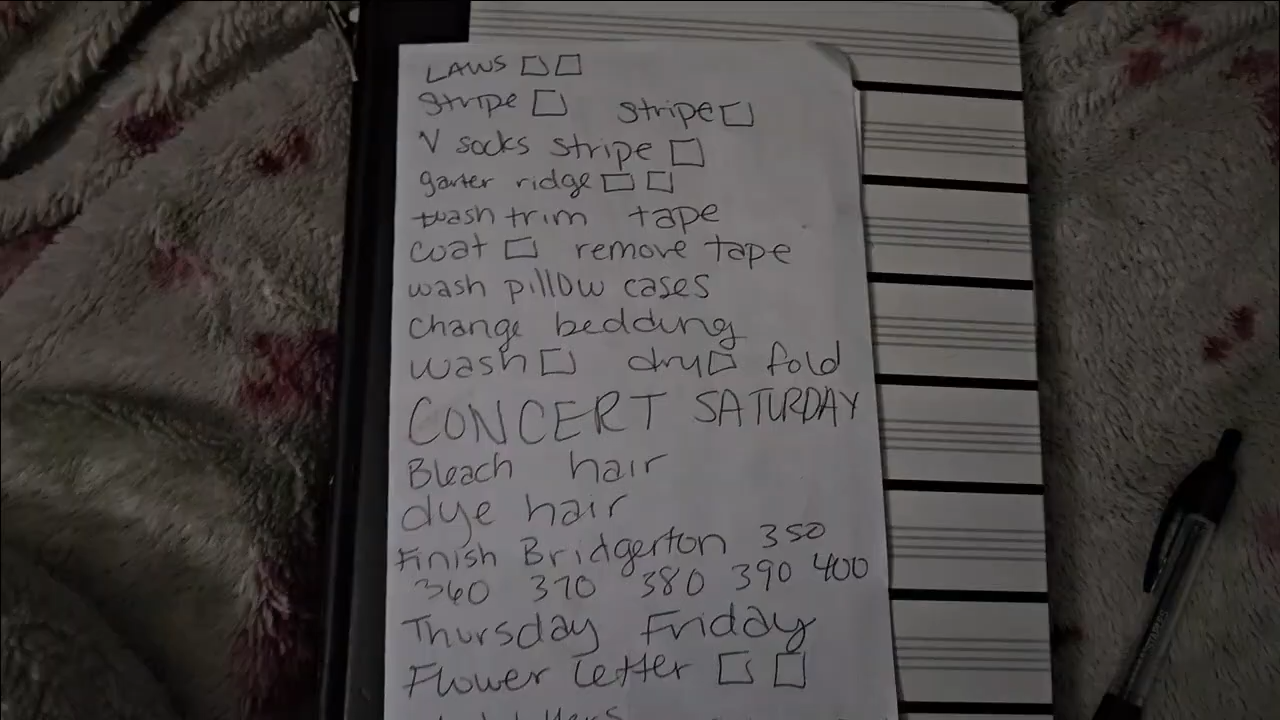 LAWS □ □
stripe □ stripe □
V socks stripe □
garter ridge □ □
wash trim tape
coat □ remove tape
wash pillow cases
change bedding
wash □ dry □ fold
CONCERT SATURDAY
Bleach hair
dye hair
Finish Bridgerton 350
360 370 380 390 400
Thursday Friday
Flower Letter □ □